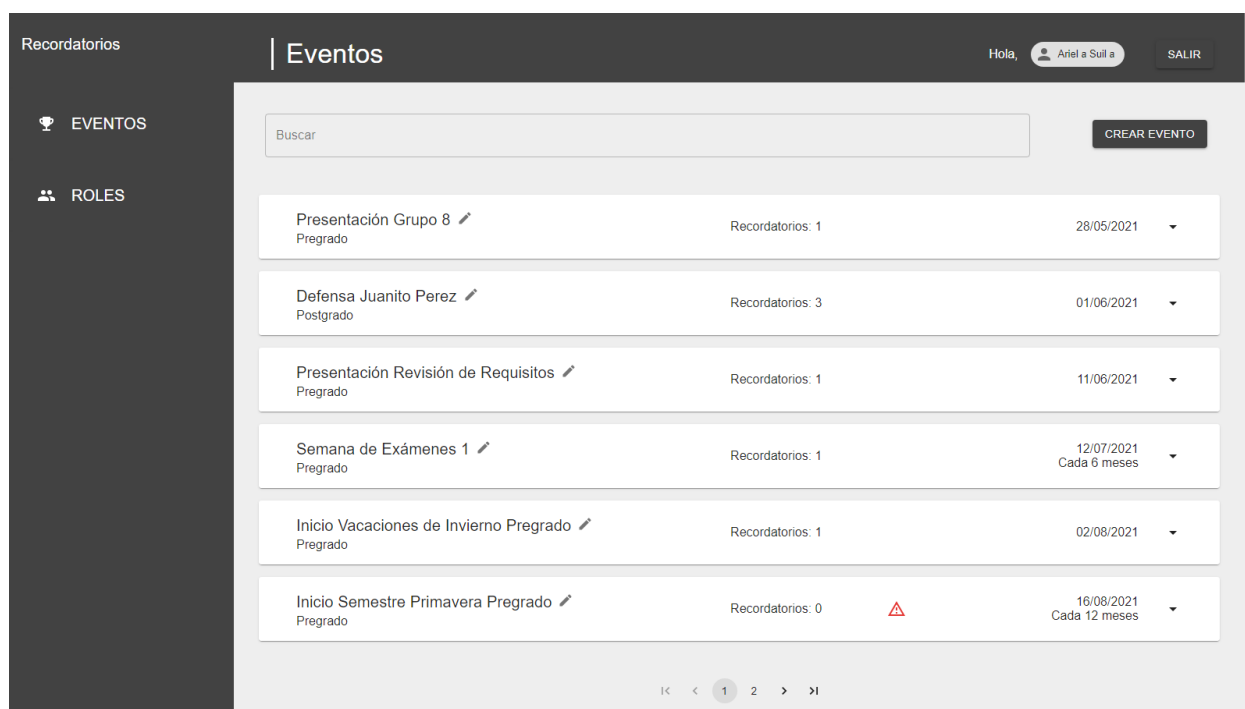 Recordatorios
Eventos
Hola,
Ariel a Suil a
SALIR
EVENTOS
ROLES
Buscar
CREAR EVENTO
Presentación Grupo 8
Pregrado
Recordatorios: 1
28/05/2021
Defensa Juanito Perez
Postgrado
Recordatorios: 3
01/06/2021
Presentación Revisión de Requisitos
Pregrado
Recordatorios: 1
11/06/2021
Semana de Exámenes 1
Pregrado
Recordatorios: 1
12/07/2021
Cada 6 meses
Inicio Vacaciones de Invierno Pregrado
Pregrado
Recordatorios: 1
02/08/2021
Inicio Semestre Primavera Pregrado
Pregrado
Recordatorios: 0
16/08/2021
Cada 12 meses
1 2